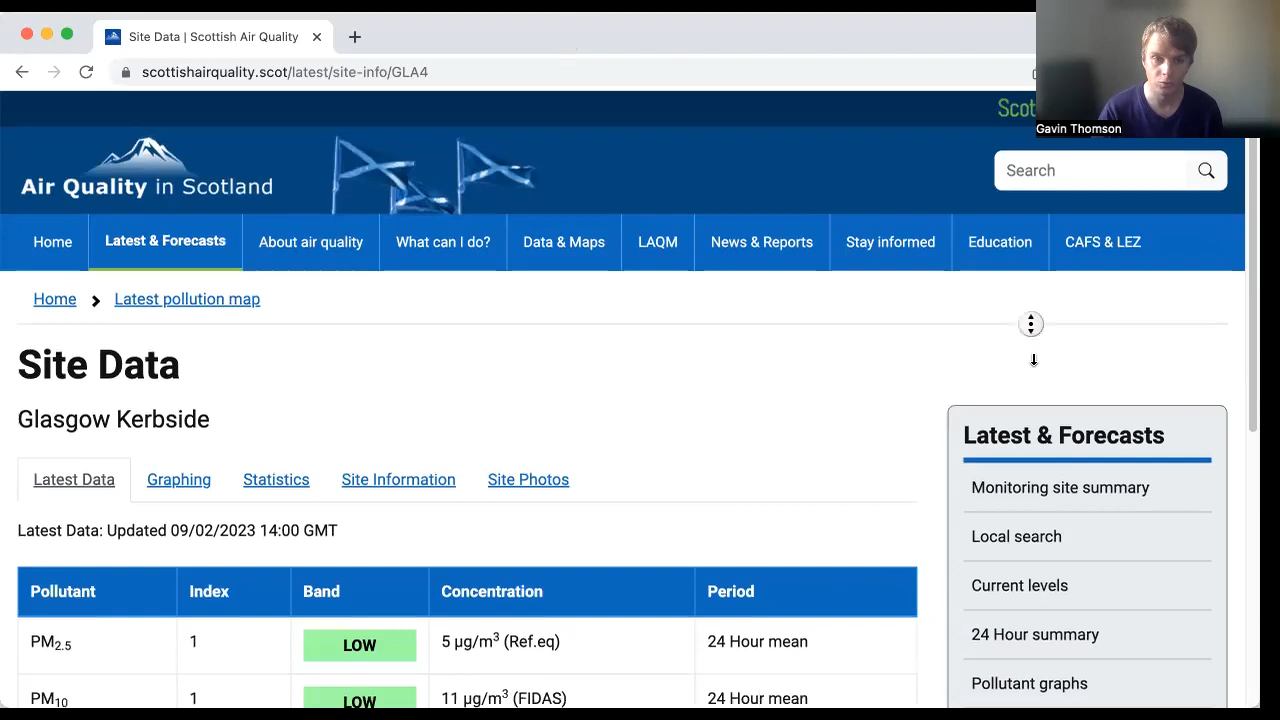 Site Data | Scottish Air Quality
scottishairquality.scot/latest/site-info/GLA4
Scot
Gavin Thomson
Air Quality in Scotland
Search
Home
Latest & Forecasts
About air quality
What can I do?
Data & Maps
LAQM
News & Reports
Stay informed
Education
CAFS & LEZ
Home
Latest pollution map
Site Data
Glasgow Kerbside
Latest Data
Graphing
Statistics
Site Information
Site Photos
Latest Data: Updated 09/02/2023 14:00 GMT
Pollutant Index Band Concentration Period
PM2.5 1 LOW 5 µg/m³ (Ref.eq) 24 Hour mean
PM10 1 LOW 11 µg/m³ (FIDAS) 24 Hour mean
Latest & Forecasts
Monitoring site summary
Local search
Current levels
24 Hour summary
Pollutant graphs